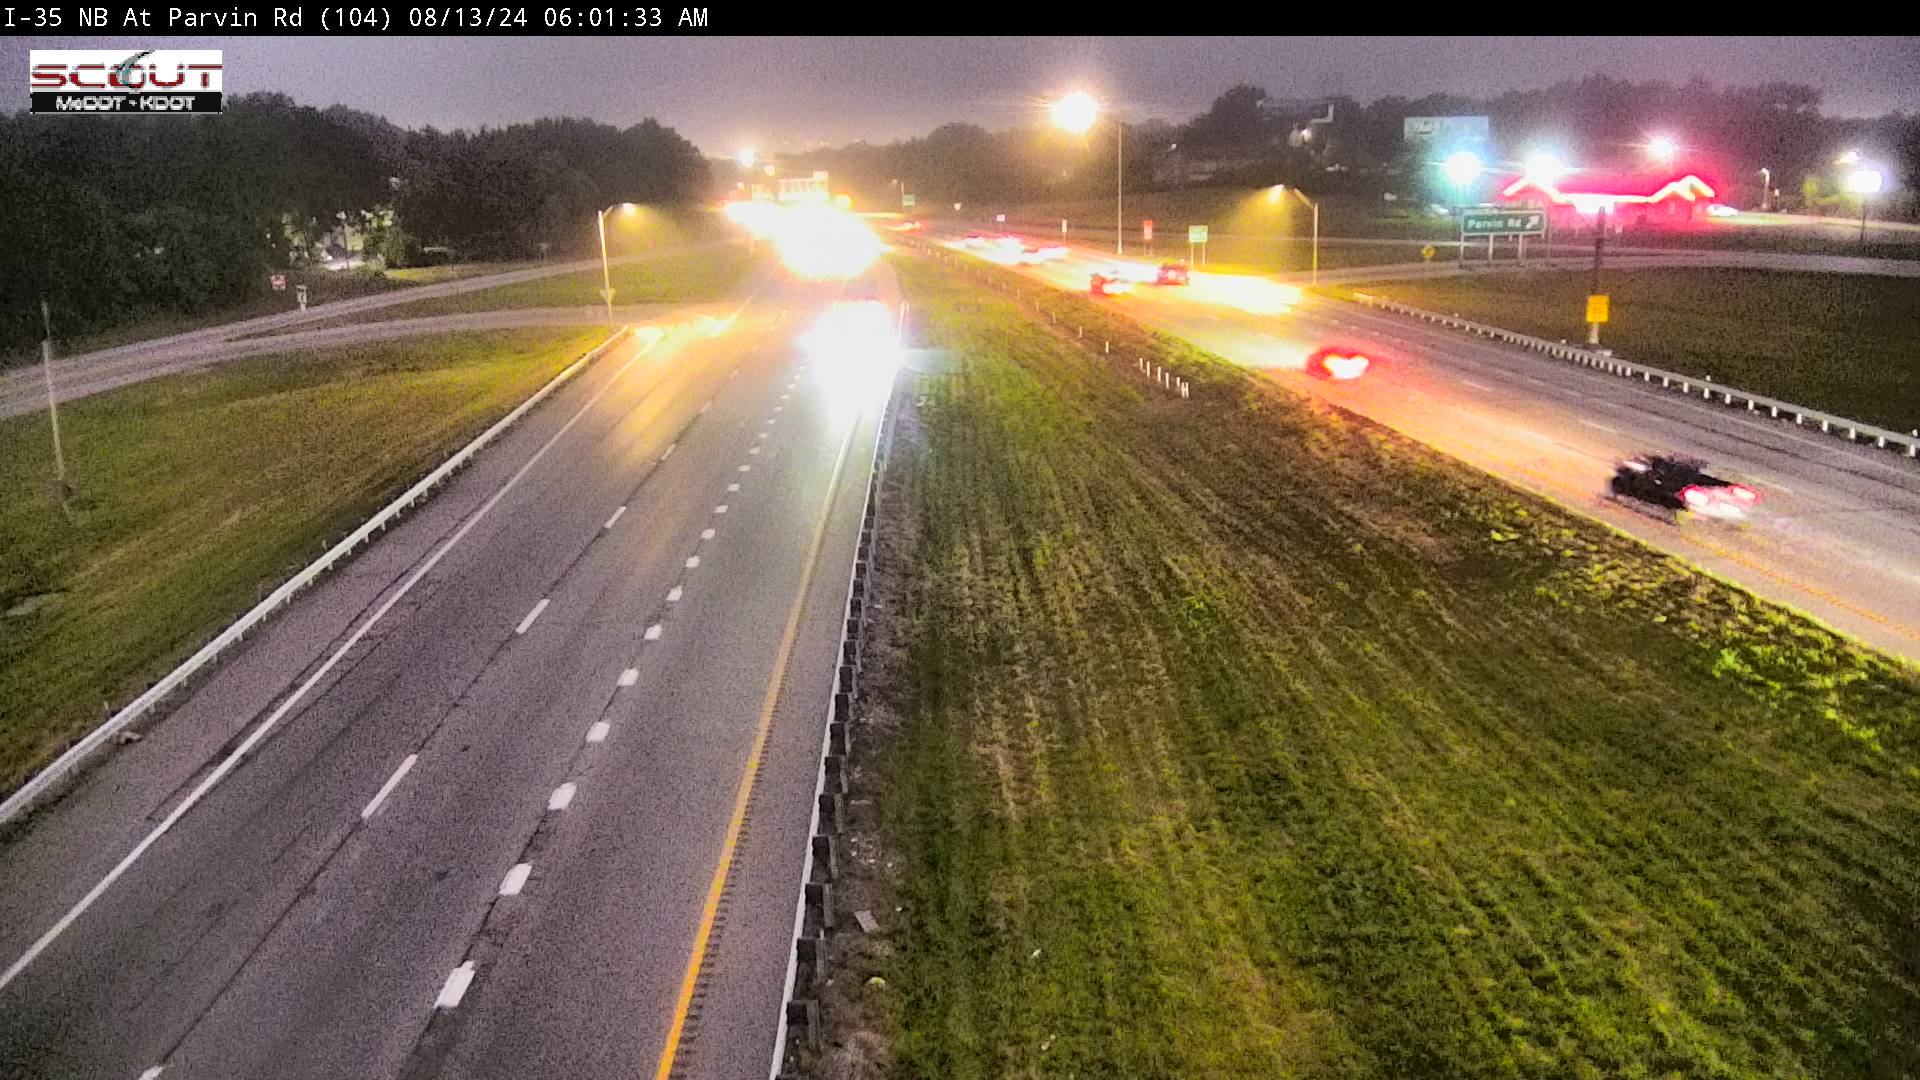 I-35 NB At Parvin Rd (104) 08/13/24 06:01:33 AM
SCOUT
MoDOT - KDOT
Parvin Rd